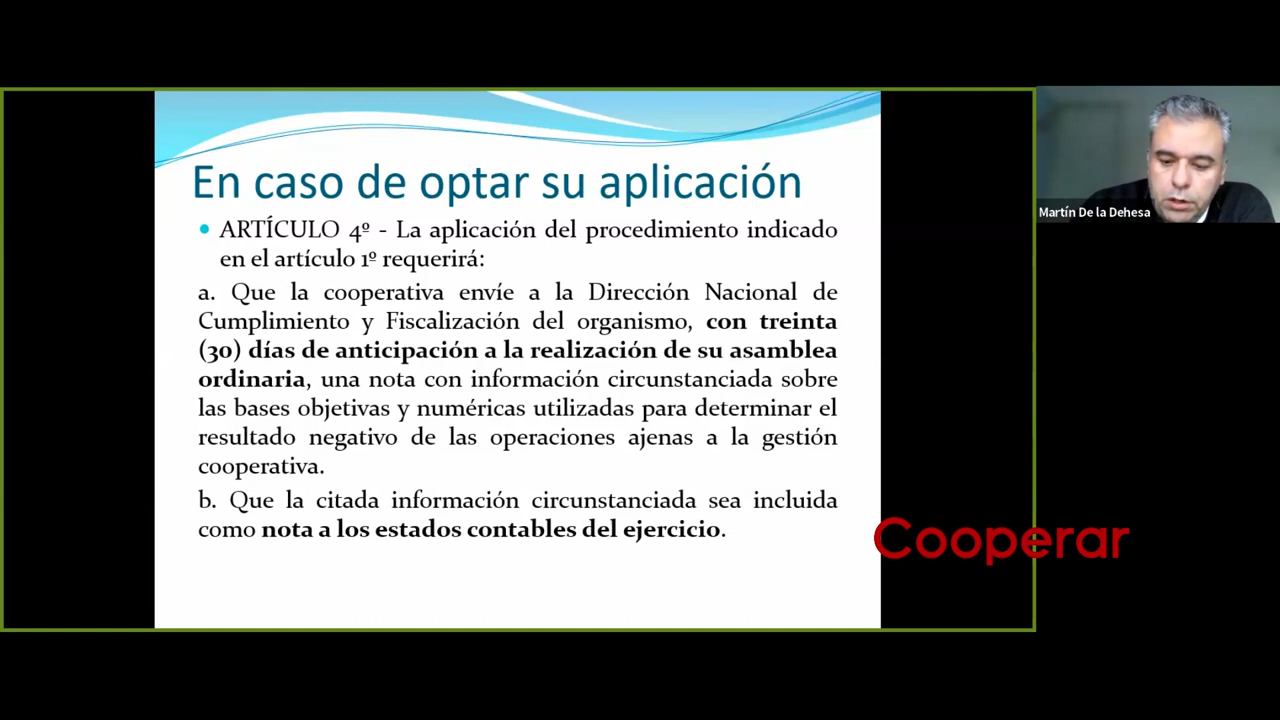 En caso de optar su aplicación
• ARTÍCULO 4º - La aplicación del procedimiento indicado
en el artículo 1º requerirá:
a. Que la cooperativa envíe a la Dirección Nacional de
Cumplimiento y Fiscalización del organismo, con treinta
(30) días de anticipación a la realización de su asamblea
ordinaria, una nota con información circunstanciada sobre
las bases objetivas y numéricas utilizadas para determinar el
resultado negativo de las operaciones ajenas a la gestión
cooperativa.
b. Que la citada información circunstanciada sea incluida
como nota a los estados contables del ejercicio.
Martín De la Dehesa
Cooperar